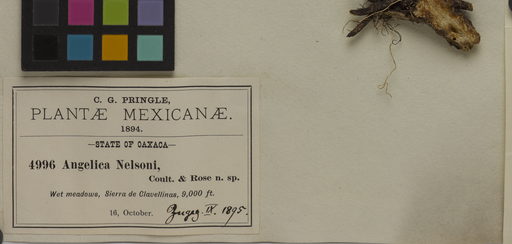 C. G. PRINGLE,
PLANTÆ MEXICANÆ.
1894.
—STATE OF OAXACA—
4996 Angelica Nelsoni,
Coult. & Rose n. sp.
Wet meadows, Sierra de Clavellinas, 9,000 ft.
16, October. IX. 1895.